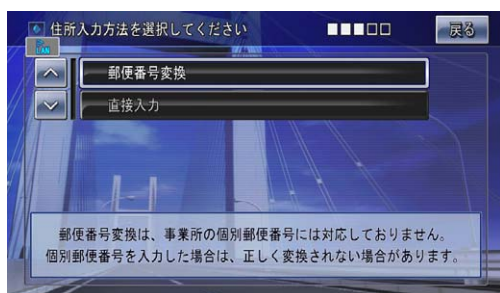 住所入力方法を選択してください ■■■□□ 戻る
LAN
郵便番号変換
直接入力
郵便番号変換は、事業所の個別郵便番号には対応しておりません。
個別郵便番号を入力した場合は、正しく変換されない場合があります。